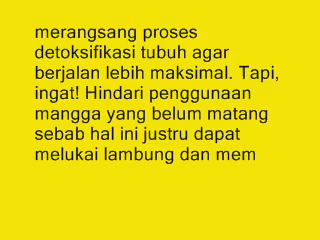 merangsang proses
detoksifikasi tubuh agar
berjalan lebih maksimal. Tapi,
ingat! Hindari penggunaan
mangga yang belum matang
sebab hal ini justru dapat
melukai lambung dan mem